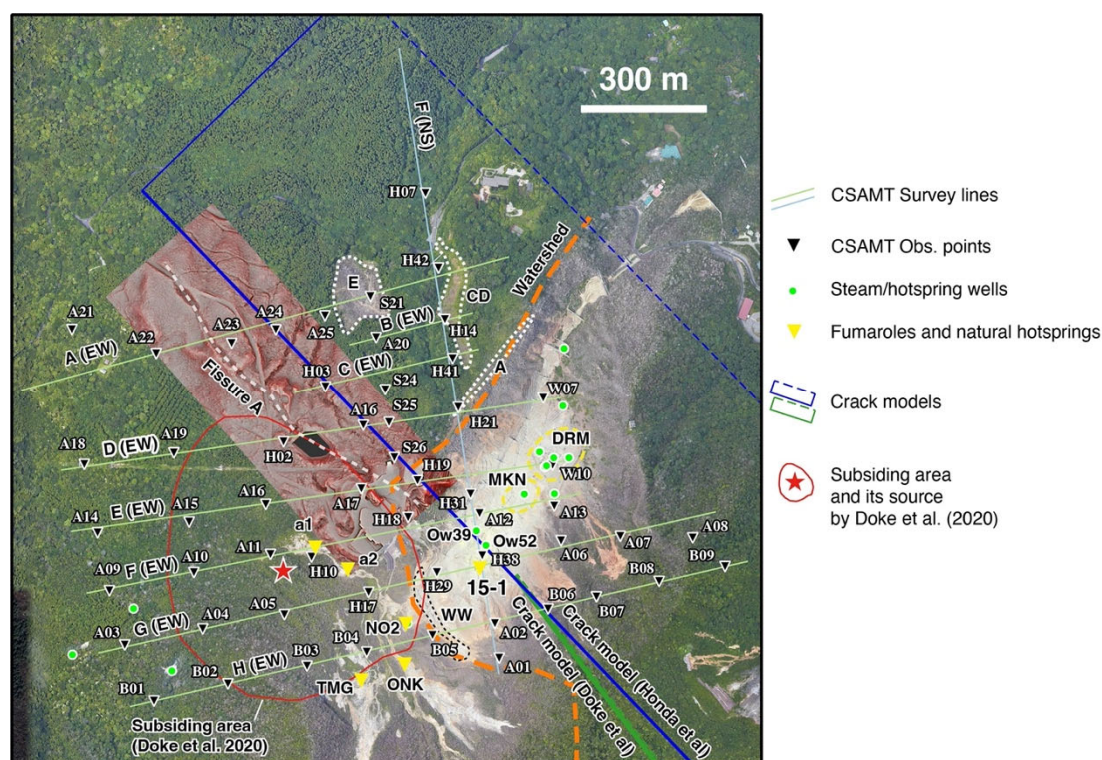 300 m
F (NS)
H07
Watershed
H42
CD
E
S21
A21
A24
A25
B (EW)
A20
H14
A23
A22
A (EW)
C (EW)
H41
A
H03
S24
Fissure A
W07
A16
S25
H21
A18
A19
D (EW)
H02
S26
DRM
H19
W10
MKN
A16
A17
H31
A15
A14
E (EW)
H18
A12
A13
a1
Ow39
Ow52
A08
A07
A06
A11
A10
H10
a2
H38
B09
A09
F (EW)
H29
15-1
B08
A05
H17
B06
B07
A04
G (EW)
NO2
WW
A02
A03
B04
B05
B03
A01
H (EW)
B02
B01
TMG
ONK
Crack model (Honda et al)
Crack model (Doke et al)
Subsiding area
(Doke et al. 2020)
CSAMT Survey lines
CSAMT Obs. points
Steam/hotspring wells
Fumaroles and natural hotsprings
Crack models
Subsiding area
and its source
by Doke et al. (2020)